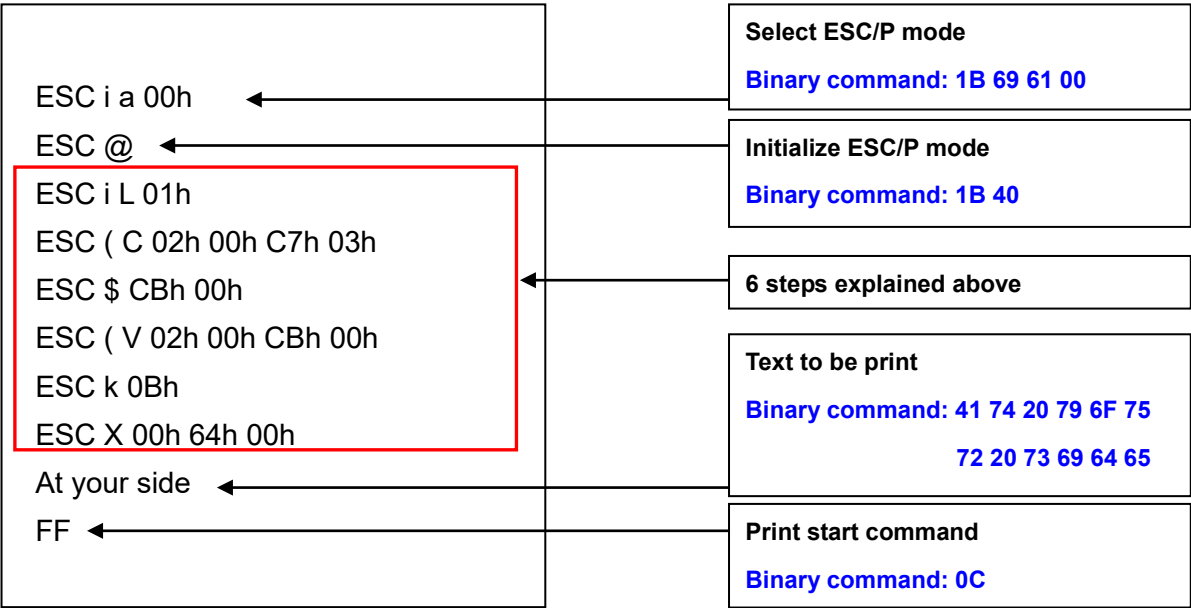 ESC i a 00h
ESC @
ESC i L 01h
ESC ( C 02h 00h C7h 03h
ESC $ CBh 00h
ESC ( V 02h 00h CBh 00h
ESC k 0Bh
ESC X 00h 64h 00h
At your side
FF
Select ESC/P mode
Binary command: 1B 69 61 00
Initialize ESC/P mode
Binary command: 1B 40
6 steps explained above
Text to be print
Binary command: 41 74 20 79 6F 75
72 20 73 69 64 65
Print start command
Binary command: 0C